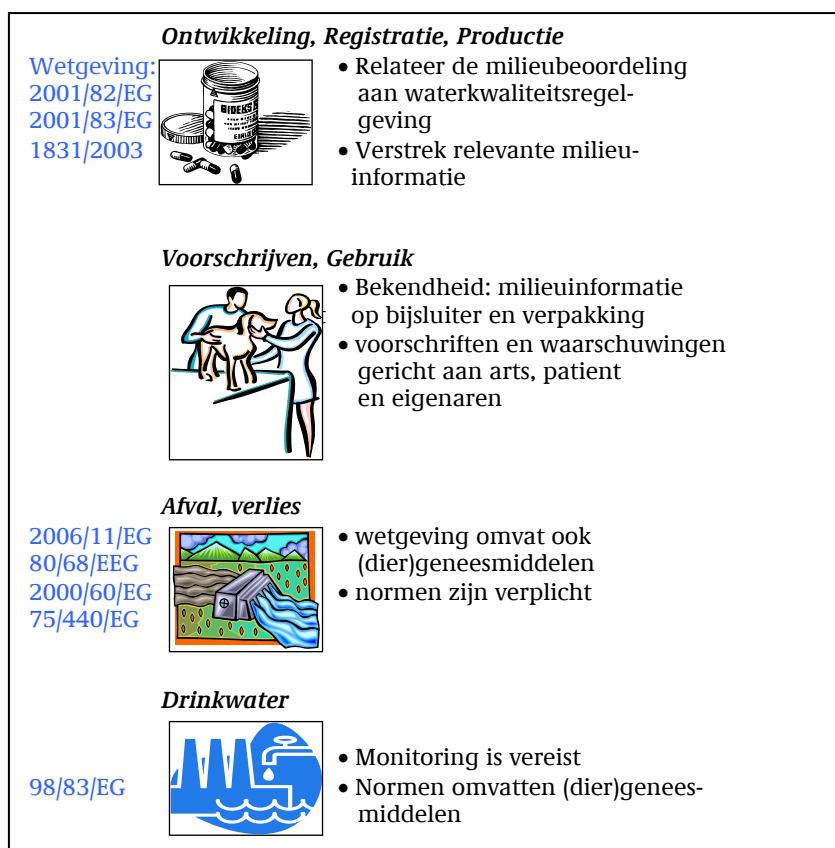 Ontwikkeling, Registratie, Productie
Wetgeving:
2001/82/EG
2001/83/EG
1831/2003
• Relateer de milieubeoordeling
aan waterkwaliteitsregel-
geving
• Verstrek relevante milieu-
informatie
Voorschrijven, Gebruik
• Bekendheid: milieuinformatie
op bijsluiter en verpakking
• voorschriften en waarschuwingen
gericht aan arts, patient
en eigenaren
Afval, verlies
2006/11/EG
80/68/EEG
2000/60/EG
75/440/EG
• wetgeving omvat ook
(dier)geneesmiddelen
• normen zijn verplicht
Drinkwater
98/83/EG
• Monitoring is vereist
• Normen omvatten (dier)genees-
middelen